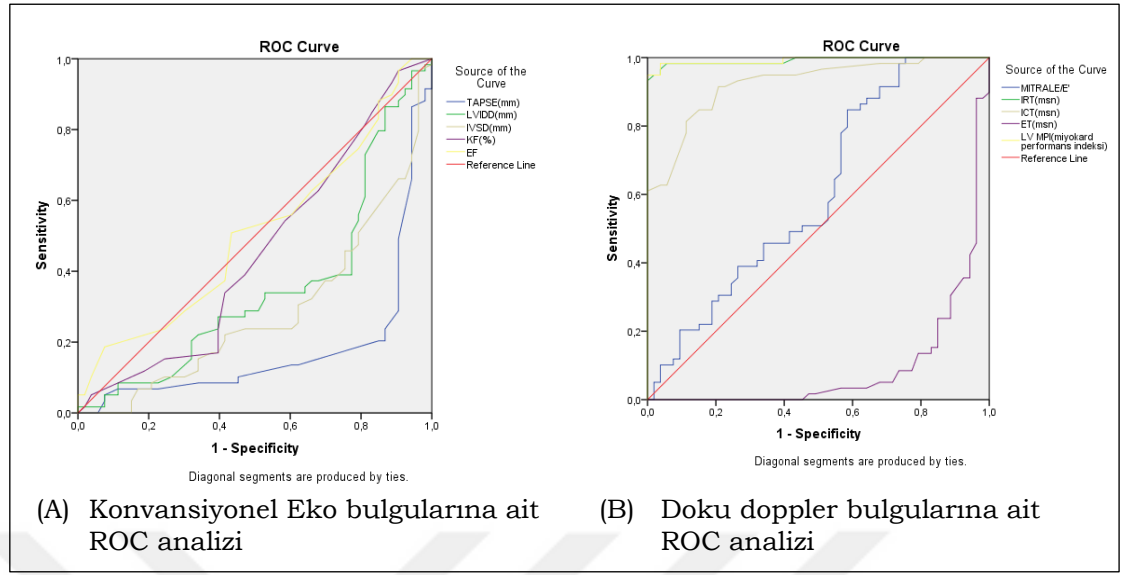 ROC Curve
1,0
0,8
0,6
0,4
0,2
0,0
0,0
0,2
0,4
0,6
0,8
1,0
Sensitivity
1 - Specificity
Diagonal segments are produced by ties.
Source of the
Curve
TAPSE(mm)
LVIDD(mm)
IVSD(mm)
KF(%)
EF
Reference Line
(A) Konvansiyonel Eko bulgularına ait
ROC analizi
ROC Curve
1,0
0,8
0,6
0,4
0,2
0,0
0,0
0,2
0,4
0,6
0,8
1,0
Sensitivity
1 - Specificity
Diagonal segments are produced by ties.
Source of the Curve
MITRALE/E'
IRT(msn)
ICT(msn)
ET(msn)
LV MPI(miyokard
performans indeksi)
Reference Line
(B) Doku doppler bulgularına ait
ROC analizi